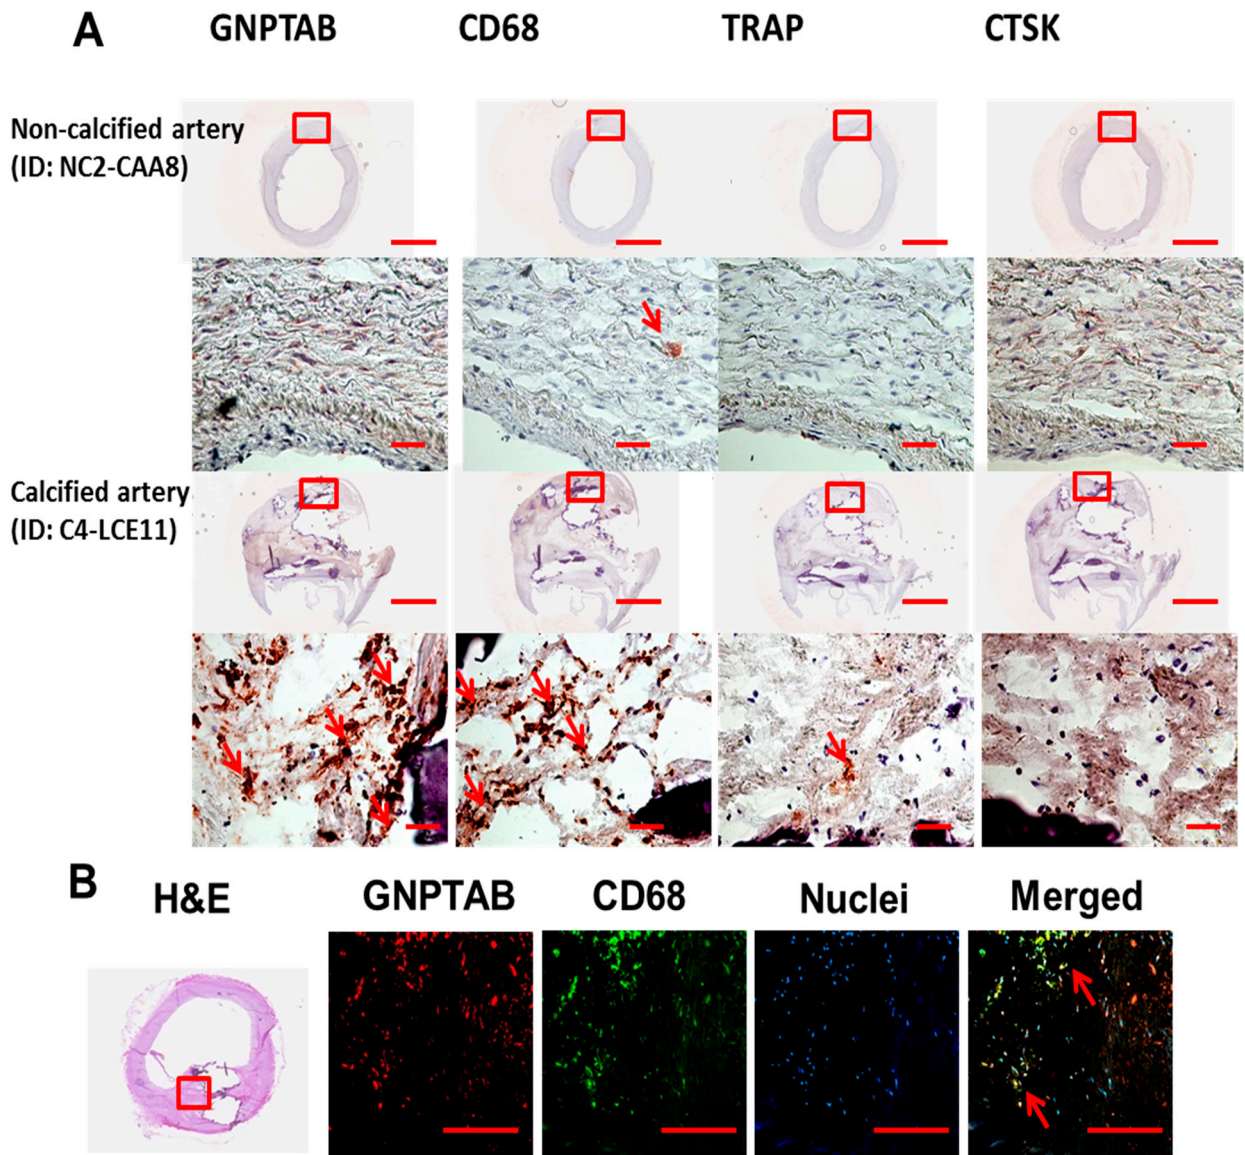 A
GNPTAB CD68 TRAP CTSK
Non-calcified artery
(ID: NC2-CAA8)
Calcified artery
(ID: C4-LCE11)
B
H&E GNPTAB CD68 Nuclei Merged